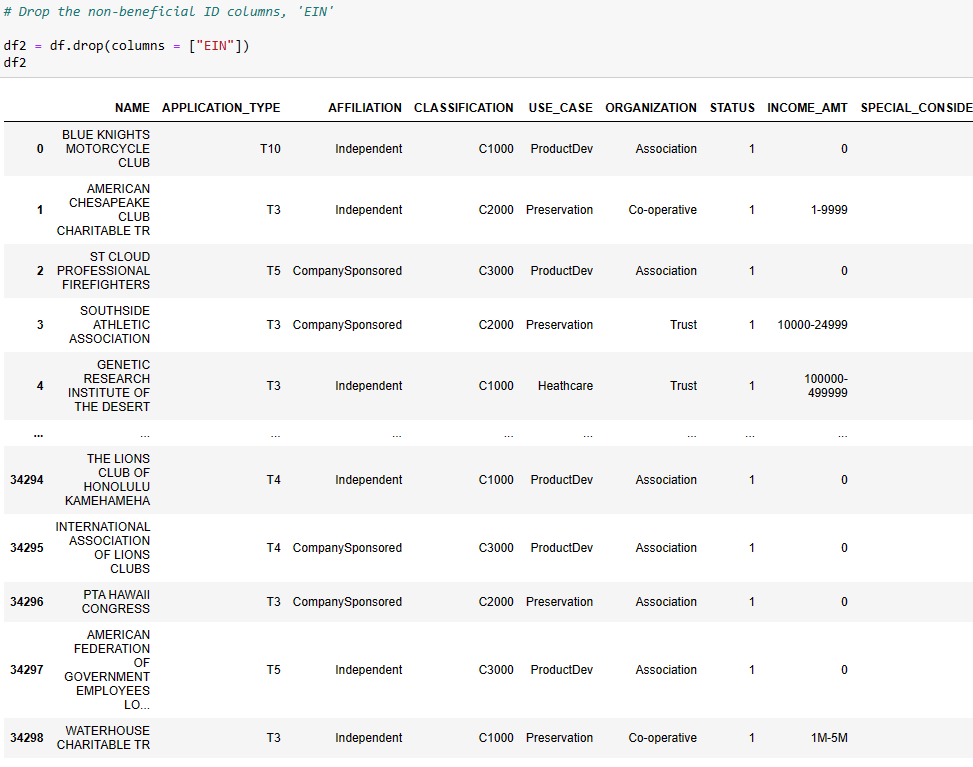 # Drop the non-beneficial ID columns, 'EIN'
df2 = df.drop(columns = ["EIN"])
df2
NAME APPLICATION_TYPE AFFILIATION CLASSIFICATION USE_CASE ORGANIZATION STATUS INCOME_AMT SPECIAL_CONSIDE
0 BLUE KNIGHTS MOTORCYCLE CLUB T10 Independent C1000 ProductDev Association 1 0
1 AMERICAN CHESAPEAKE CLUB CHARITABLE TR T3 Independent C2000 Preservation Co-operative 1 1-9999
2 ST CLOUD PROFESSIONAL FIREFIGHTERS T5 CompanySponsored C3000 ProductDev Association 1 0
3 SOUTHSIDE ATHLETIC ASSOCIATION T3 CompanySponsored C2000 Preservation Trust 1 10000-24999
4 GENETIC RESEARCH INSTITUTE OF THE DESERT T3 Independent C1000 Heathcare Trust 1 100000-499999
... ... ... ... ... ... ... ... ...
34294 THE LIONS CLUB OF HONOLULU KAMEHAMEHA T4 Independent C1000 ProductDev Association 1 0
34295 INTERNATIONAL ASSOCIATION OF LIONS CLUBS T4 CompanySponsored C3000 ProductDev Association 1 0
34296 PTA HAWAII CONGRESS T3 CompanySponsored C2000 Preservation Association 1 0
34297 AMERICAN FEDERATION OF GOVERNMENT EMPLOYEES LO... T5 Independent C3000 ProductDev Association 1 0
34298 WATERHOUSE CHARITABLE TR T3 Independent C1000 Preservation Co-operative 1 1M-5M